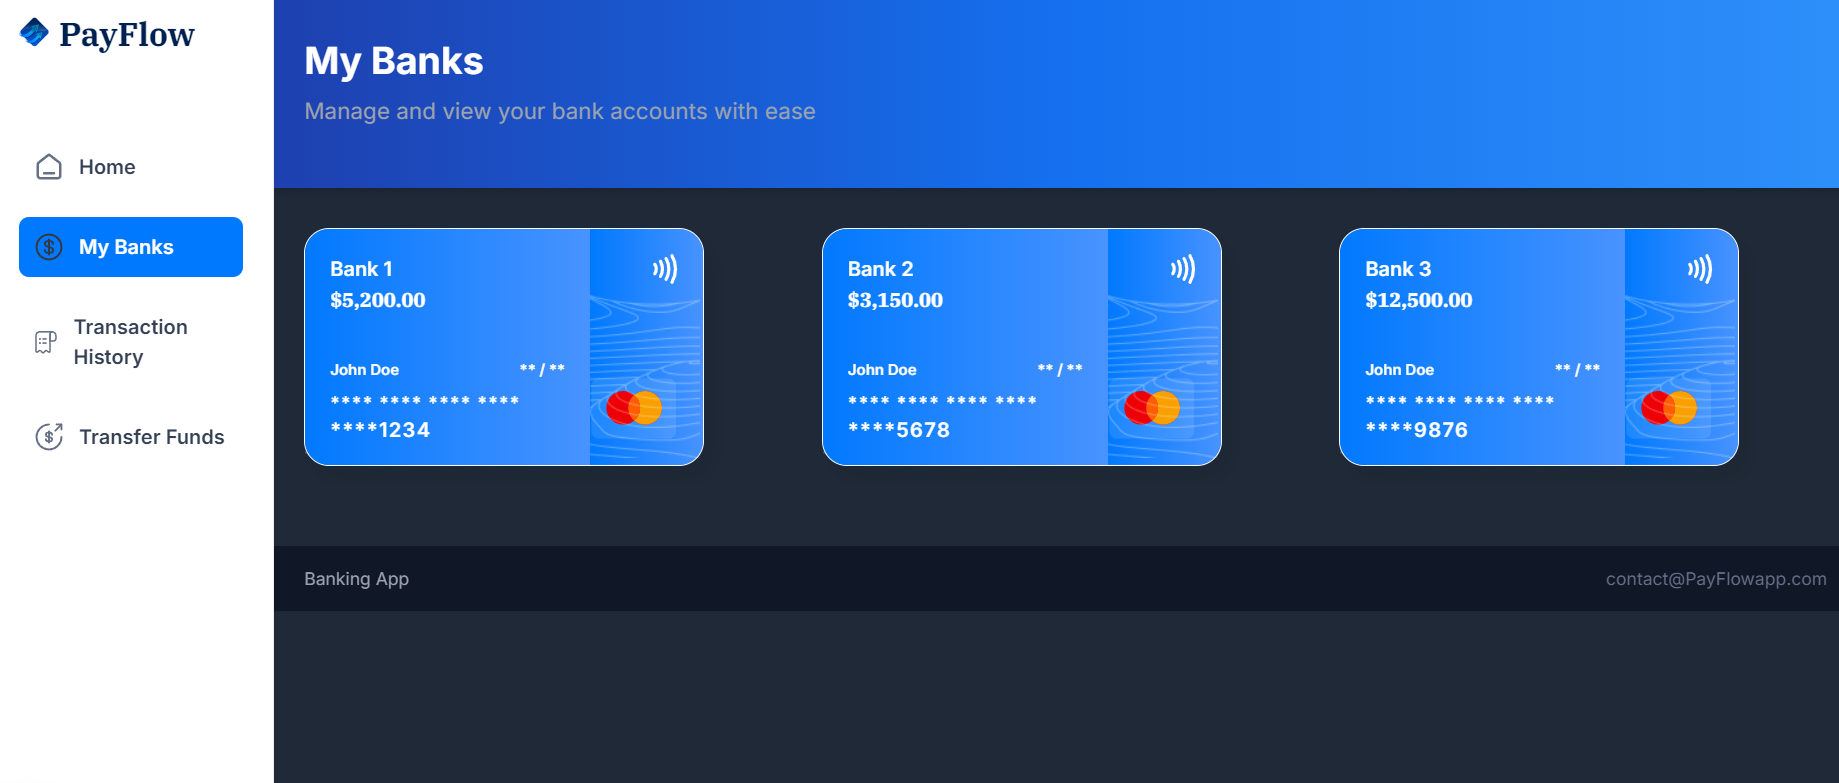 PayFlow
Home
My Banks
Transaction
History
Transfer Funds
My Banks
Manage and view your bank accounts with ease
Bank 1
$5,200.00
John Doe ** / **
**** **** **** ****
****1234
Bank 2
$3,150.00
John Doe ** / **
**** **** **** ****
****5678
Bank 3
$12,500.00
John Doe ** / **
**** **** **** ****
****9876
Banking App
contact@PayFlowapp.com